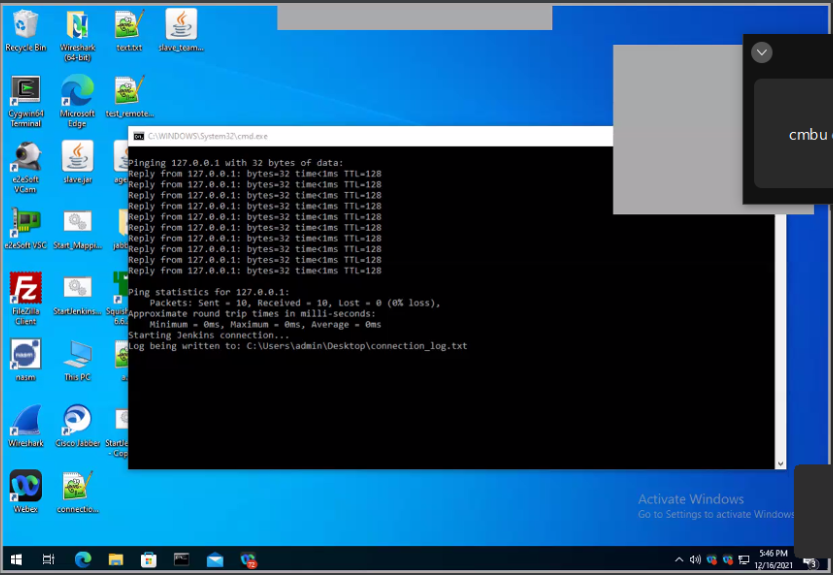 Recycle Bin
Wireshark (64-bit)
text.txt
slave_team...
Cygwin64 Terminal
Microsoft Edge
test_remote...
e2eSoft VCam
slave.jar
e2eSoft VSC
Start_Mappi...
FileZilla Client
StartJenkins...
nasm
This PC
Wireshark
Cisco Jabber
Webex
connectio...
C:\WINDOWS\System32\cmd.exe
Pinging 127.0.0.1 with 32 bytes of data:
Reply from 127.0.0.1: bytes=32 time<1ms TTL=128
Reply from 127.0.0.1: bytes=32 time<1ms TTL=128
Reply from 127.0.0.1: bytes=32 time<1ms TTL=128
Reply from 127.0.0.1: bytes=32 time<1ms TTL=128
Reply from 127.0.0.1: bytes=32 time<1ms TTL=128
Reply from 127.0.0.1: bytes=32 time<1ms TTL=128
Reply from 127.0.0.1: bytes=32 time<1ms TTL=128
Reply from 127.0.0.1: bytes=32 time<1ms TTL=128
Reply from 127.0.0.1: bytes=32 time<1ms TTL=128
Reply from 127.0.0.1: bytes=32 time<1ms TTL=128
Ping statistics for 127.0.0.1:
Packets: Sent = 10, Received = 10, Lost = 0 (0% loss),
Approximate round trip times in milli-seconds:
Minimum = 0ms, Maximum = 0ms, Average = 0ms
Starting Jenkins connection...
Log being written to: C:\Users\admin\Desktop\connection_log.txt
cmbu
Activate Windows
Go to Settings to activate Windows
5:46 PM
12/16/2021
3